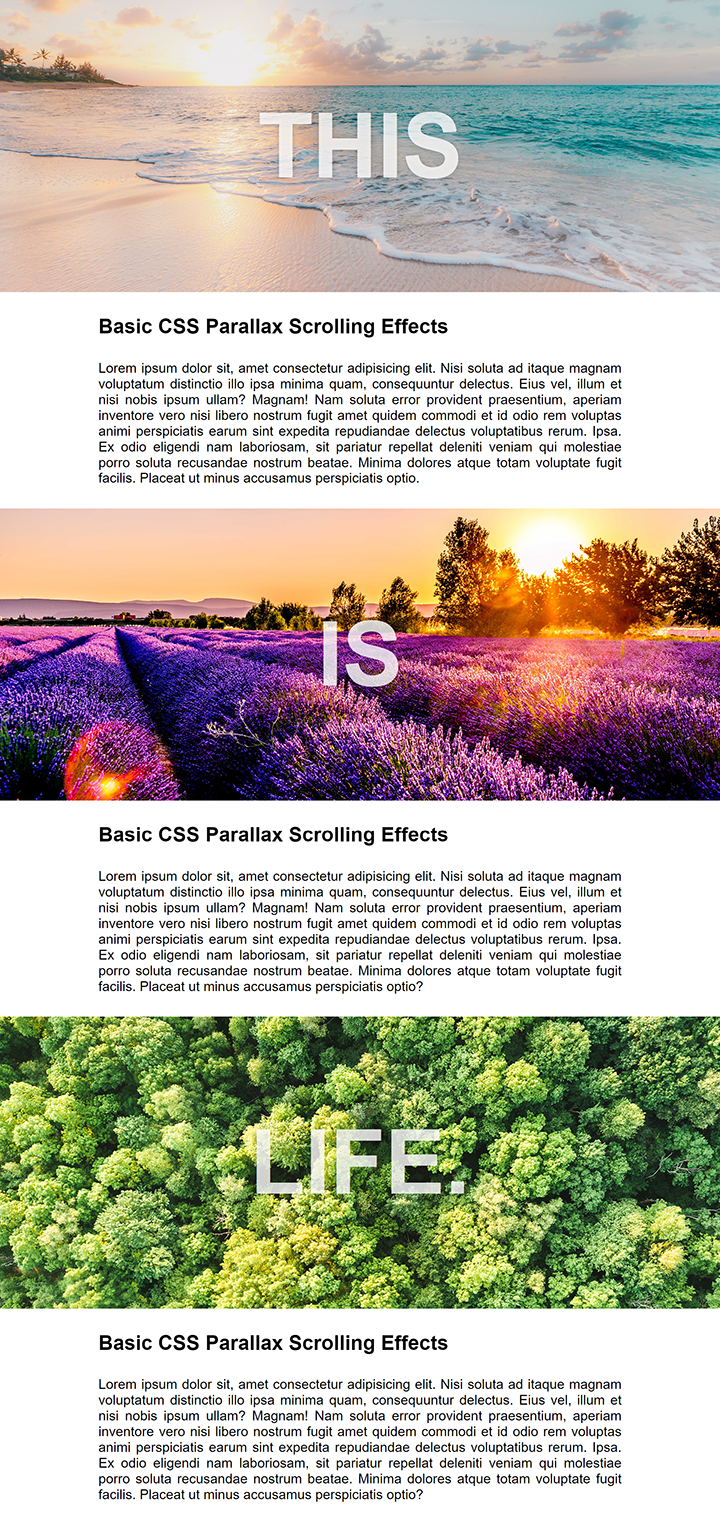 THIS
Basic CSS Parallax Scrolling Effects
Lorem ipsum dolor sit, amet consectetur adipisicing elit. Nisi soluta ad itaque magnam
voluptatum distinctio illo ipsa minima quam, consequuntur delectus. Eius vel, illum et
nisi nobis ipsum ullam? Magnam! Nam soluta error provident praesentium, aperiam
inventore vero nisi libero nostrum fugit amet quidem commodi et id odio rem voluptas
animi perspiciatis earum sint expedita repudiandae delectus voluptatibus rerum. Ipsa.
Ex odio eligendi nam laboriosam, sit pariatur repellat deleniti veniam qui molestiae
porro soluta recusandae nostrum beatae. Minima dolores atque totam voluptate fugit
facilis. Placeat ut minus accusamus perspiciatis optio.
IS
Basic CSS Parallax Scrolling Effects
Lorem ipsum dolor sit, amet consectetur adipisicing elit. Nisi soluta ad itaque magnam
voluptatum distinctio illo ipsa minima quam, consequuntur delectus. Eius vel, illum et
nisi nobis ipsum ullam? Magnam! Nam soluta error provident praesentium, aperiam
inventore vero nisi libero nostrum fugit amet quidem commodi et id odio rem voluptas
animi perspiciatis earum sint expedita repudiandae delectus voluptatibus rerum. Ipsa.
Ex odio eligendi nam laboriosam, sit pariatur repellat deleniti veniam qui molestiae
porro soluta recusandae nostrum beatae. Minima dolores atque totam voluptate fugit
facilis. Placeat ut minus accusamus perspiciatis optio?
LIFE.
Basic CSS Parallax Scrolling Effects
Lorem ipsum dolor sit, amet consectetur adipisicing elit. Nisi soluta ad itaque magnam
voluptatum distinctio illo ipsa minima quam, consequuntur delectus. Eius vel, illum et
nisi nobis ipsum ullam? Magnam! Nam soluta error provident praesentium, aperiam
inventore vero nisi libero nostrum fugit amet quidem commodi et id odio rem voluptas
animi perspiciatis earum sint expedita repudiandae delectus voluptatibus rerum. Ipsa.
Ex odio eligendi nam laboriosam, sit pariatur repellat deleniti veniam qui molestiae
porro soluta recusandae nostrum beatae. Minima dolores atque totam voluptate fugit
facilis. Placeat ut minus accusamus perspiciatis optio?